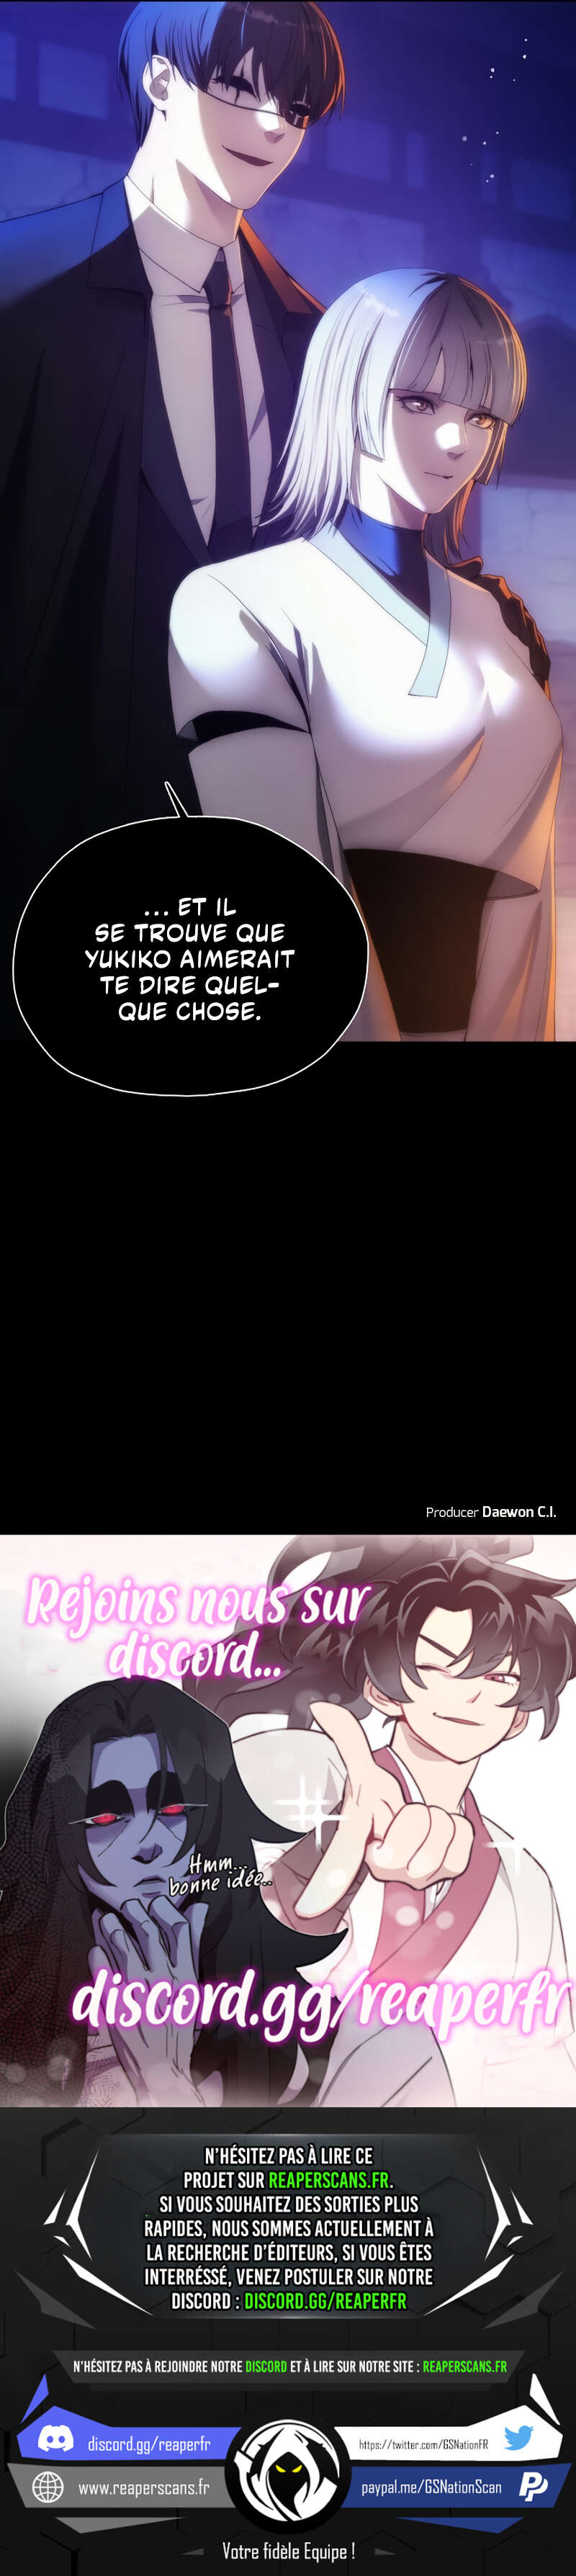 ... ET IL
SE TROUVE QUE
YUKIKO AIMERAIT
TE DIRE QUEL-
QUE CHOSE.
Producer Daewon C.I.
Rejoins nous sur
discord...
Hmm...
bonne idée..
discord.gg/reaperfr
N'HÉSITEZ PAS À LIRE CE
PROJET SUR REAPERSCANS.FR.
SI VOUS SOUHAITEZ DES SORTIES PLUS
RAPIDES, NOUS SOMMES ACTUELLEMENT À
LA RECHERCHE D'ÉDITEURS, SI VOUS ÊTES
INTERRÉSSÉ, VENEZ POSTULER SUR NOTRE
DISCORD : DISCORD.GG/REAPERFR
N'HÉSITEZ PAS À REJOINDRE NOTRE DISCORD ET À LIRE SUR NOTRE SITE : REAPERSCANS.FR
discord.gg/reaperfr
https://twitter.com/GSNationFR
www.reaperscans.fr
paypal.me/GSNationScan
Votre fidèle Equipe !